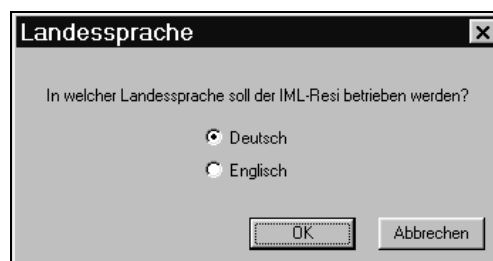 Landessprache
In welcher Landessprache soll der IML-Resi betrieben werden?
Deutsch
Englisch
OK Abbrechen